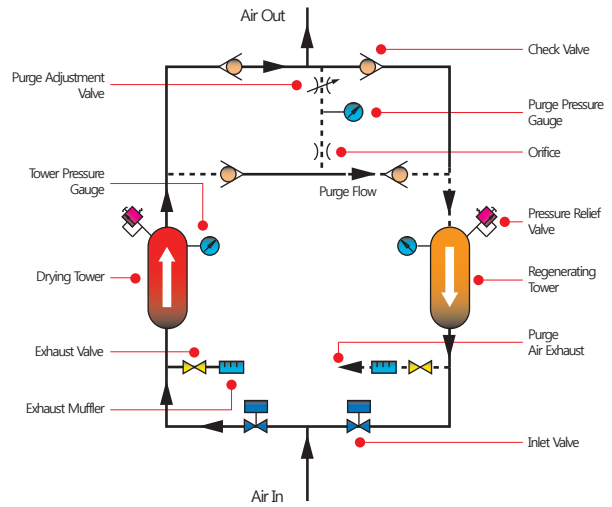 Air Out
Check Valve
Purge Adjustment
Valve
Purge Pressure
Gauge
Orifice
Tower Pressure
Gauge
Purge Flow
Pressure Relief
Valve
Drying Tower
Regenerating
Tower
Exhaust Valve
Purge
Air Exhaust
Exhaust Muffler
Inlet Valve
Air In